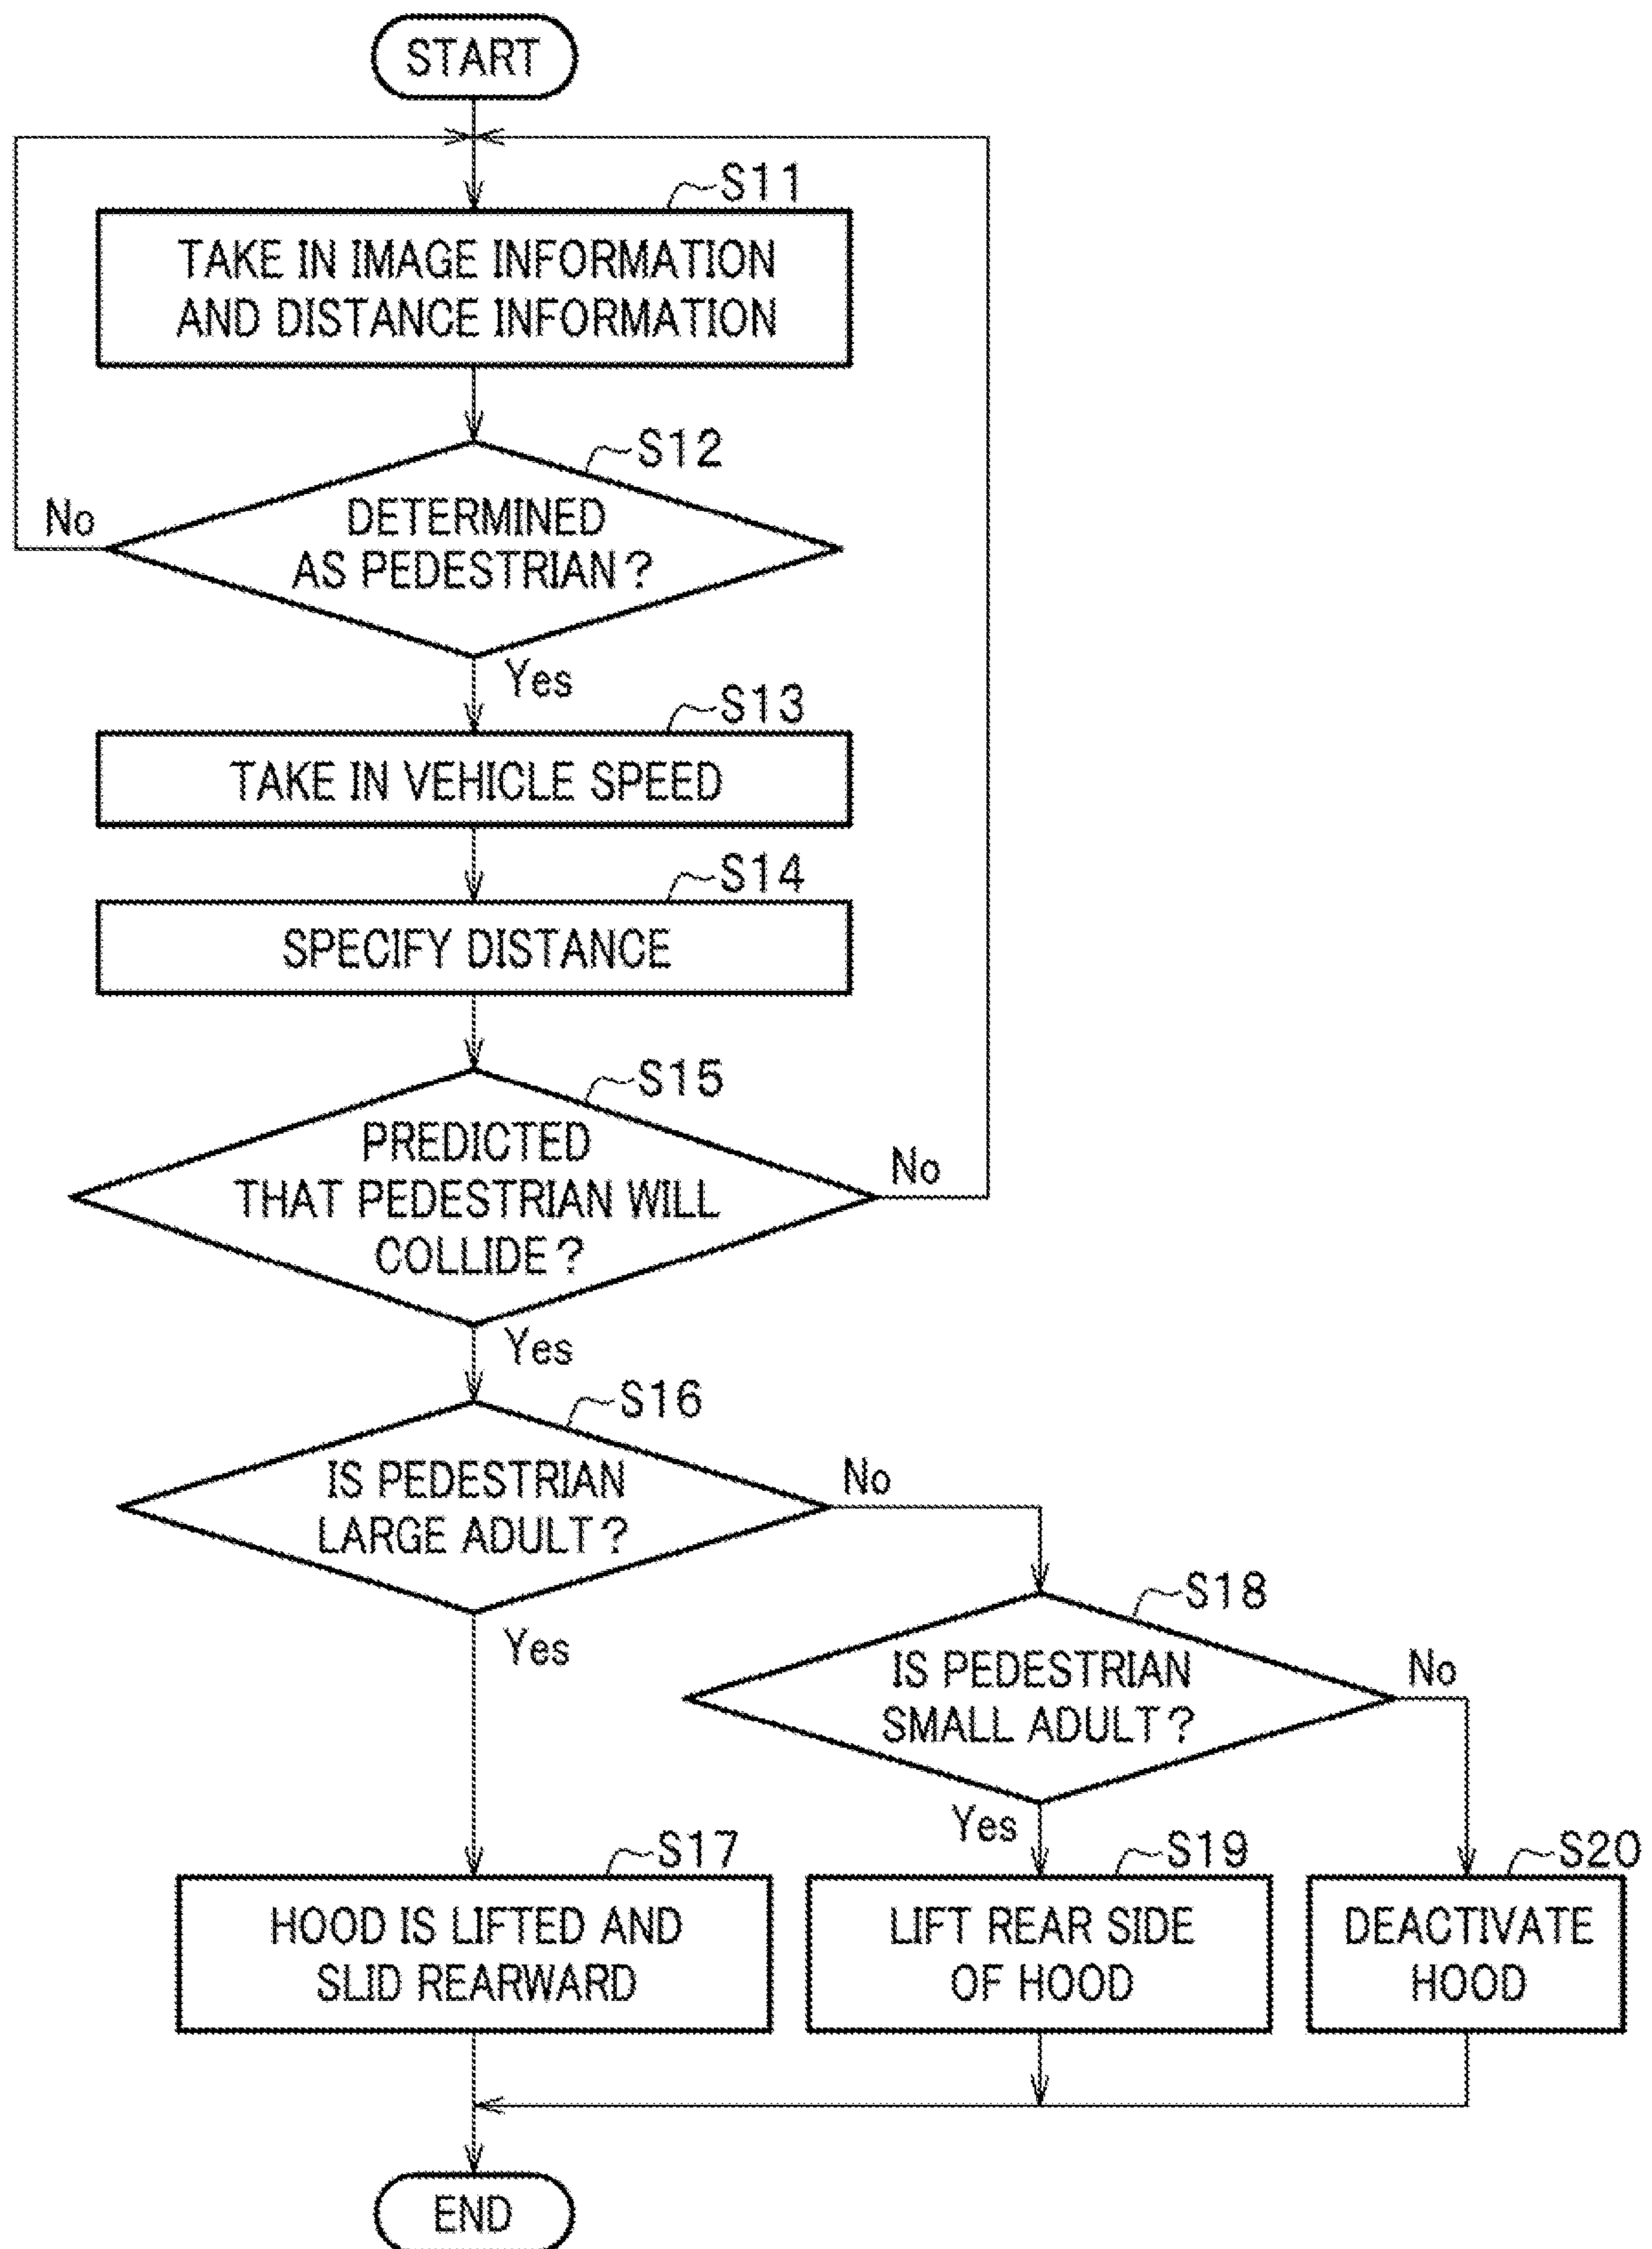 START
S11
TAKE IN IMAGE INFORMATION
AND DISTANCE INFORMATION
S12
DETERMINED
AS PEDESTRIAN?
No
Yes
S13
TAKE IN VEHICLE SPEED
S14
SPECIFY DISTANCE
S15
PREDICTED
THAT PEDESTRIAN WILL
COLLIDE?
No
Yes
S16
IS PEDESTRIAN
LARGE ADULT?
No
Yes
S18
IS PEDESTRIAN
SMALL ADULT?
No
Yes
S17
HOOD IS LIFTED AND
SLID REARWARD
S19
LIFT REAR SIDE
OF HOOD
S20
DEACTIVATE
HOOD
END